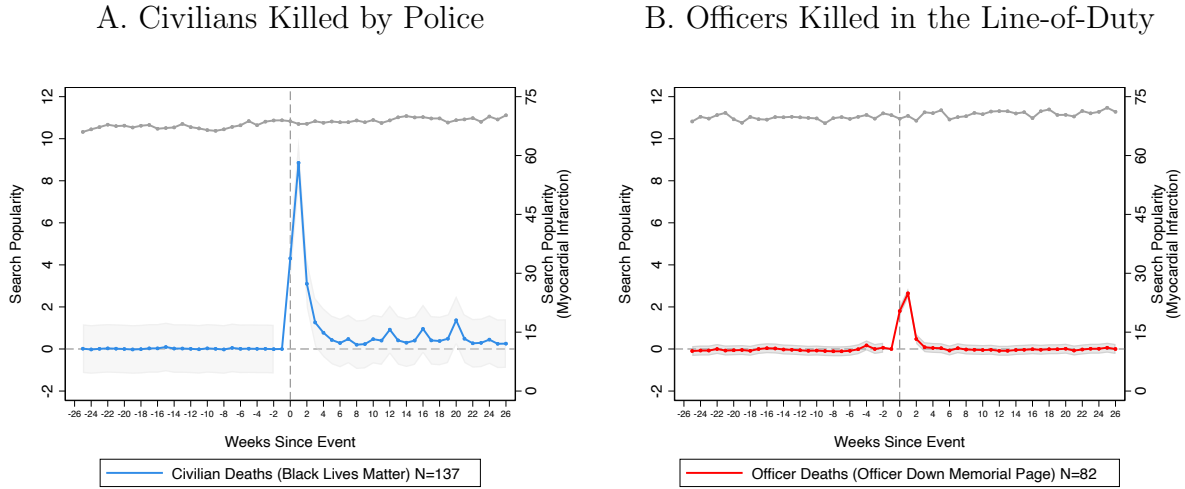 A. Civilians Killed by Police
12
10
8
6
4
2
0
-2
Search Popularity
75
60
45
30
15
0
Search Popularity
(Myocardial Infarction)
-26 -24 -22 -20 -18 -16 -14 -12 -10 -8 -6 -4 -2 0 2 4 6 8 10 12 14 16 18 20 22 24 26
Weeks Since Event
Civilian Deaths (Black Lives Matter) N=137
B. Officers Killed in the Line-of-Duty
12
10
8
6
4
2
0
-2
Search Popularity
75
60
45
30
15
0
Search Popularity
(Myocardial Infarction)
-26 -24 -22 -20 -18 -16 -14 -12 -10 -8 -6 -4 -2 0 2 4 6 8 10 12 14 16 18 20 22 24 26
Weeks Since Event
Officer Deaths (Officer Down Memorial Page) N=82